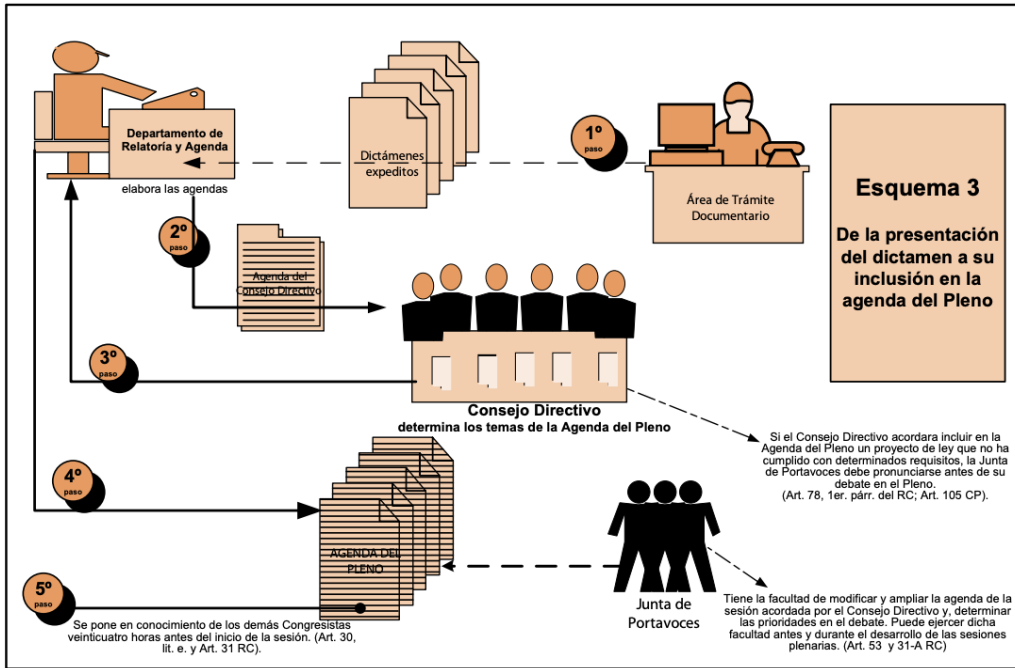 Departamento de
Relatoría y Agenda
elabora las agendas
Dictámenes
expeditos
1º
paso
Área de Trámite
Documentario
Esquema 3
De la presentación
del dictamen a su
inclusión en la
agenda del Pleno
2º
paso
Agenda del
Consejo Directivo
3º
paso
Consejo Directivo
determina los temas de la Agenda del Pleno
Si el Consejo Directivo acordara incluir en la
Agenda del Pleno un proyecto de ley que no ha
cumplido con determinados requisitos, la Junta
de Portavoces debe pronunciarse antes de su
debate en el Pleno.
(Art. 78, 1er. párr. del RC; Art. 105 CP).
4º
paso
AGENDA DEL
PLENO
Junta de
Portavoces
Tiene la facultad de modificar y ampliar la agenda de la
sesión acordada por el Consejo Directivo y, determinar
las prioridades en el debate. Puede ejercer dicha
facultad antes y durante el desarrollo de las sesiones
plenarias. (Art. 53 y 31-A RC)
5º
paso
Se pone en conocimiento de los demás Congresistas
veinticuatro horas antes del inicio de la sesión. (Art. 30,
lit. e. y Art. 31 RC).